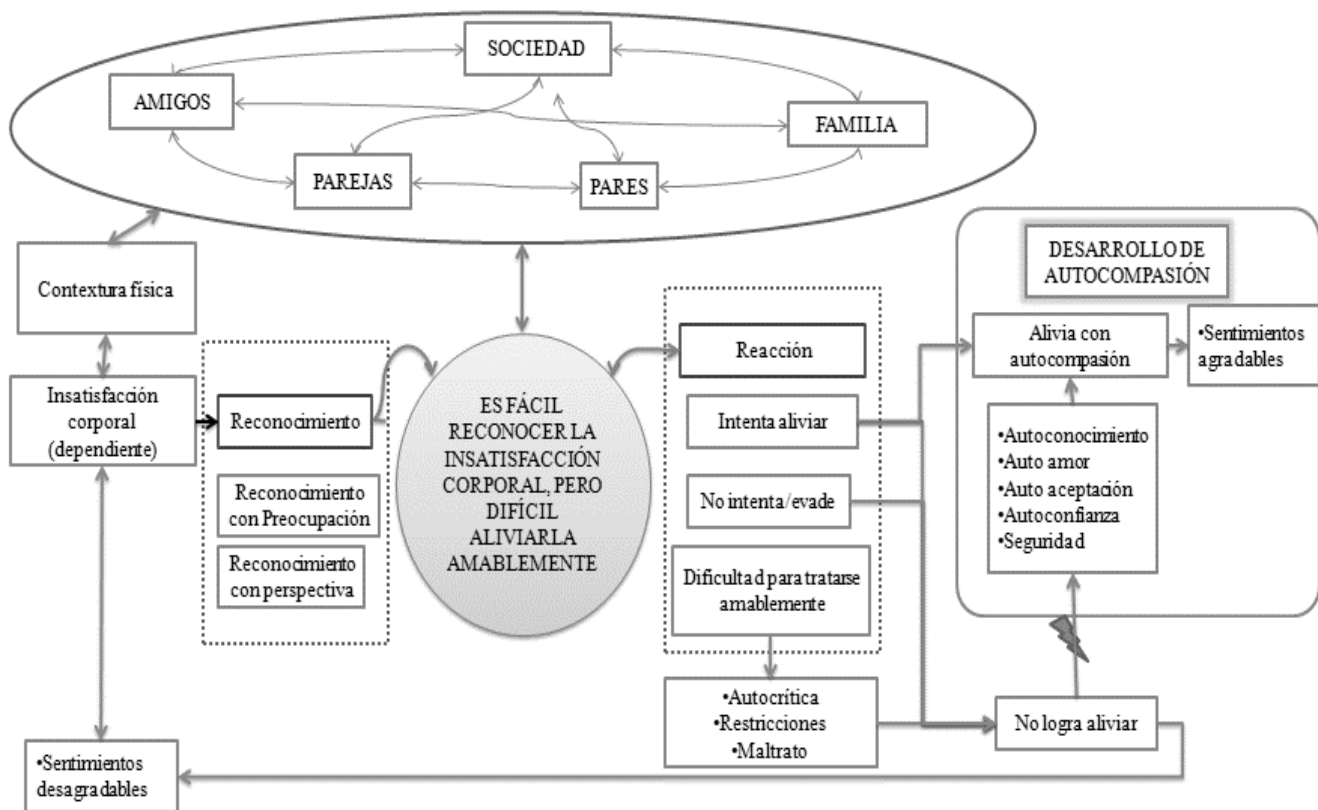 SOCIEDAD
AMIGOS
FAMILIA
PAREJAS
PARES
Contextura física
Insatisfacción
corporal
(dependiente)
Reconocimiento
Reconocimiento
con Preocupación
Reconocimiento
con perspectiva
ES FÁCIL
RECONOCER LA
INSATISFACCIÓN
CORPORAL, PERO
DIFÍCIL
ALIVIARLA
AMABLEMENTE
Reacción
Intenta aliviar
No intenta/evade
Dificultad para tratarse
amablemente
•Autocrítica
•Restricciones
•Maltrato
DESARROLLO DE
AUTOCOMPASIÓN
Alivia con
autocompasión
•Sentimientos
agradables
•Autoconocimiento
•Auto amor
•Auto aceptación
•Autoconfianza
•Seguridad
No logra aliviar
•Sentimientos
desagradables